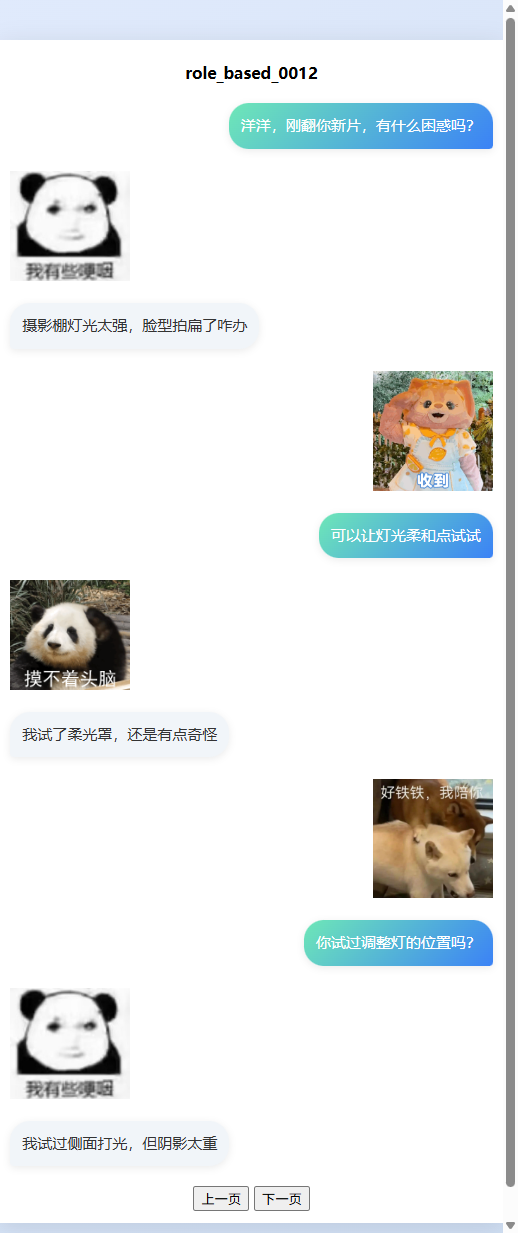 role_based_0012
洋洋，刚翻你新片，有什么困惑吗？
我有些哽咽
摄影棚灯光太强，脸型拍扁了咋办
收到
可以让灯光柔和点试试
摸不着头脑
我试了柔光罩，还是有点奇怪
好铁铁，我陪你
你试过调整灯的位置吗？
我有些哽咽
我试过侧面打光，但阴影太重
上一页 下一页